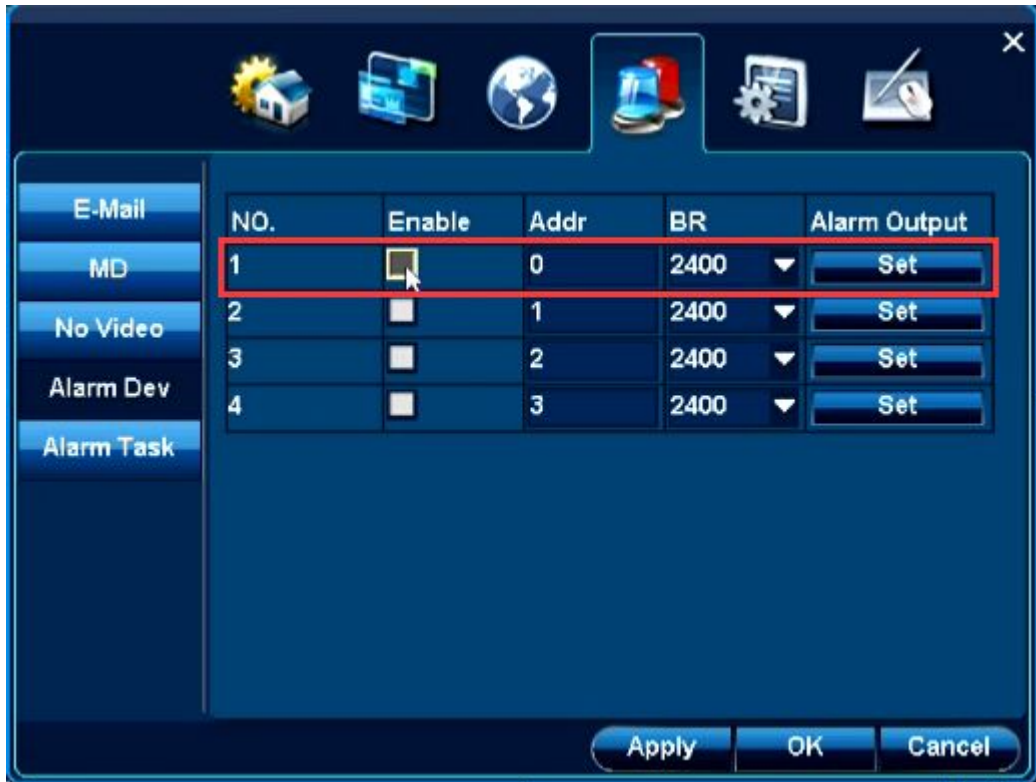 E-Mail
MD
No Video
Alarm Dev
Alarm Task
NO. Enable Addr BR Alarm Output
1 0 2400 Set
2 1 2400 Set
3 2 2400 Set
4 3 2400 Set
Apply OK Cancel